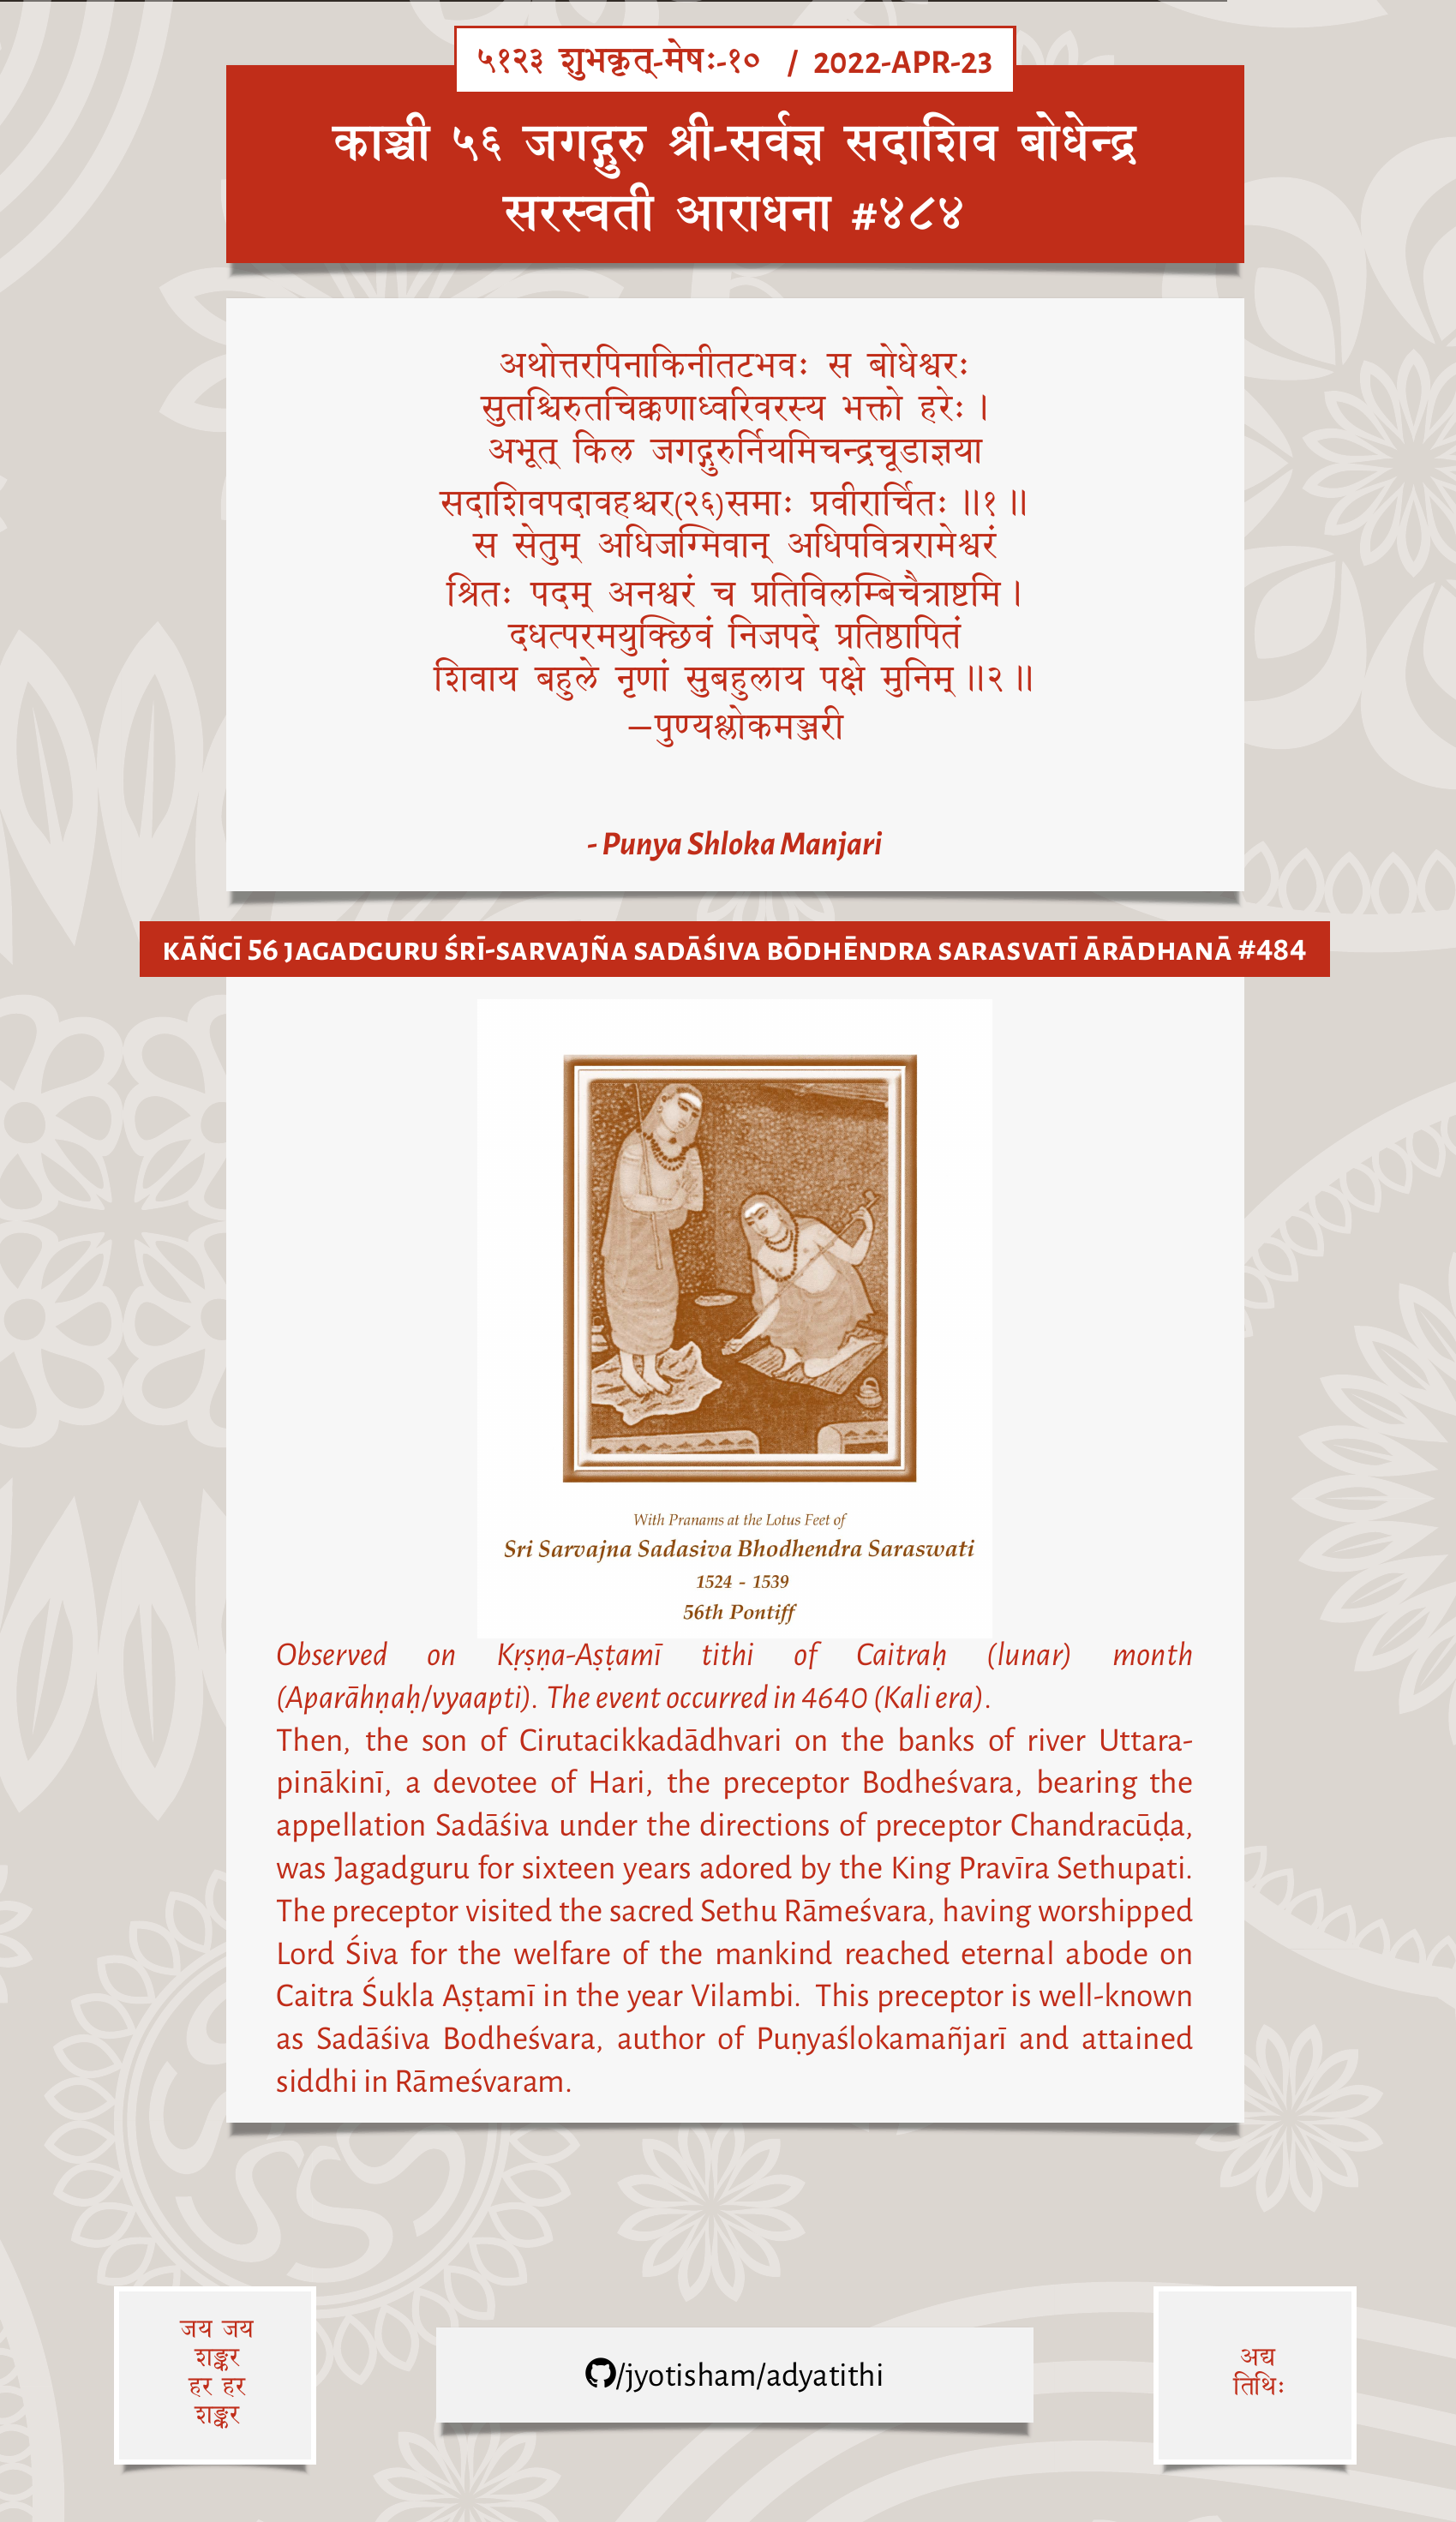 ५१२३ शुभकृत्-मेषः-१० / 2022-APR-23
काञ्ची ५६ जगद्गुरु श्री-सर्वज्ञ सदाशिव बोधेन्द्र
सरस्वती आराधना #४८४
अथोत्तरपिनाकिनीतटभवः स बोधेश्वरः
सुतश्चिरुतचिक्कणाध्वरिवरस्य भक्तो हरेः ।
अभूत् किल जगद्गुरुर्नियमिचन्द्रचूडाज्ञया
सदाशिवपदावहश्चर(२६)समाः प्रवीरार्चितः ॥१॥
स सेतुम् अधिजग्मिवान् अधिपवित्ररामेश्वरं
श्रितः पदम् अनश्वरं च प्रतिविलम्बिचैत्राष्टमि ।
दधत्परमयुक्छिवं निजपदे प्रतिष्ठापितं
शिवाय बहुले नृणां सुबहुलाय पक्षे मुनिम् ॥२॥
—पुण्यश्लोकमञ्जरी
- Punya Shloka Manjari
KĀÑCĪ 56 JAGADGURU ŚRĪ-SARVAJÑA SADĀŚIVA BŌDHĒNDRA SARASVATĪ ĀRĀDHANĀ #484
With Pranams at the Lotus Feet of
Sri Sarvajna Sadasiva Bhodhendra Saraswati
1524 - 1539
56th Pontiff
Observed on Kṛṣṇa-Aṣṭamī tithi of Caitraḥ (lunar) month
(Aparāhṇaḥ/vyaapti). The event occurred in 4640 (Kali era).
Then, the son of Cirutacikkadādhvari on the banks of river Uttara-
pinākinī, a devotee of Hari, the preceptor Bodheśvara, bearing the
appellation Sadāśiva under the directions of preceptor Chandracūḍa,
was Jagadguru for sixteen years adored by the King Pravīra Sethupati.
The preceptor visited the sacred Sethu Rāmeśvara, having worshipped
Lord Śiva for the welfare of the mankind reached eternal abode on
Caitra Śukla Aṣṭamī in the year Vilambi. This preceptor is well-known
as Sadāśiva Bodheśvara, author of Puṇyaślokamañjarī and attained
siddhi in Rāmeśvaram.
जय जय
शङ्कर
हर हर
शङ्कर
/jyotisham/adyatithi
अद्य
तिथिः